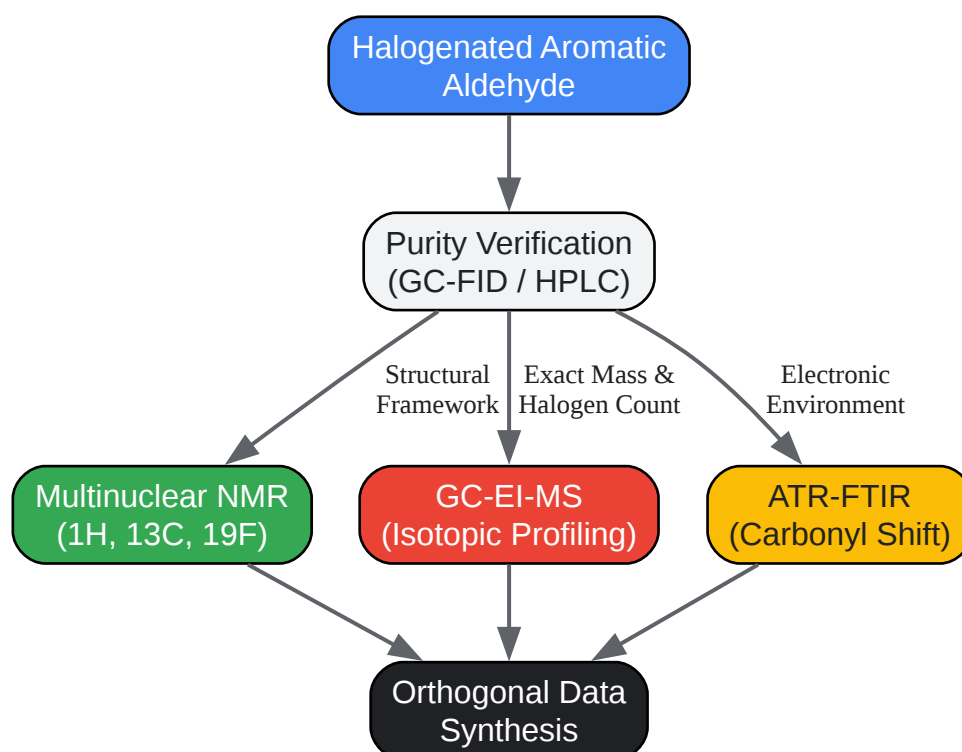 Halogenated Aromatic
Aldehyde
Purity Verification
(GC-FID / HPLC)
Structural
Framework
Exact Mass &
Halogen Count
Electronic
Environment
Multinuclear NMR
(1H, 13C, 19F)
GC-EI-MS
(Isotopic Profiling)
ATR-FTIR
(Carbonyl Shift)
Orthogonal Data
Synthesis